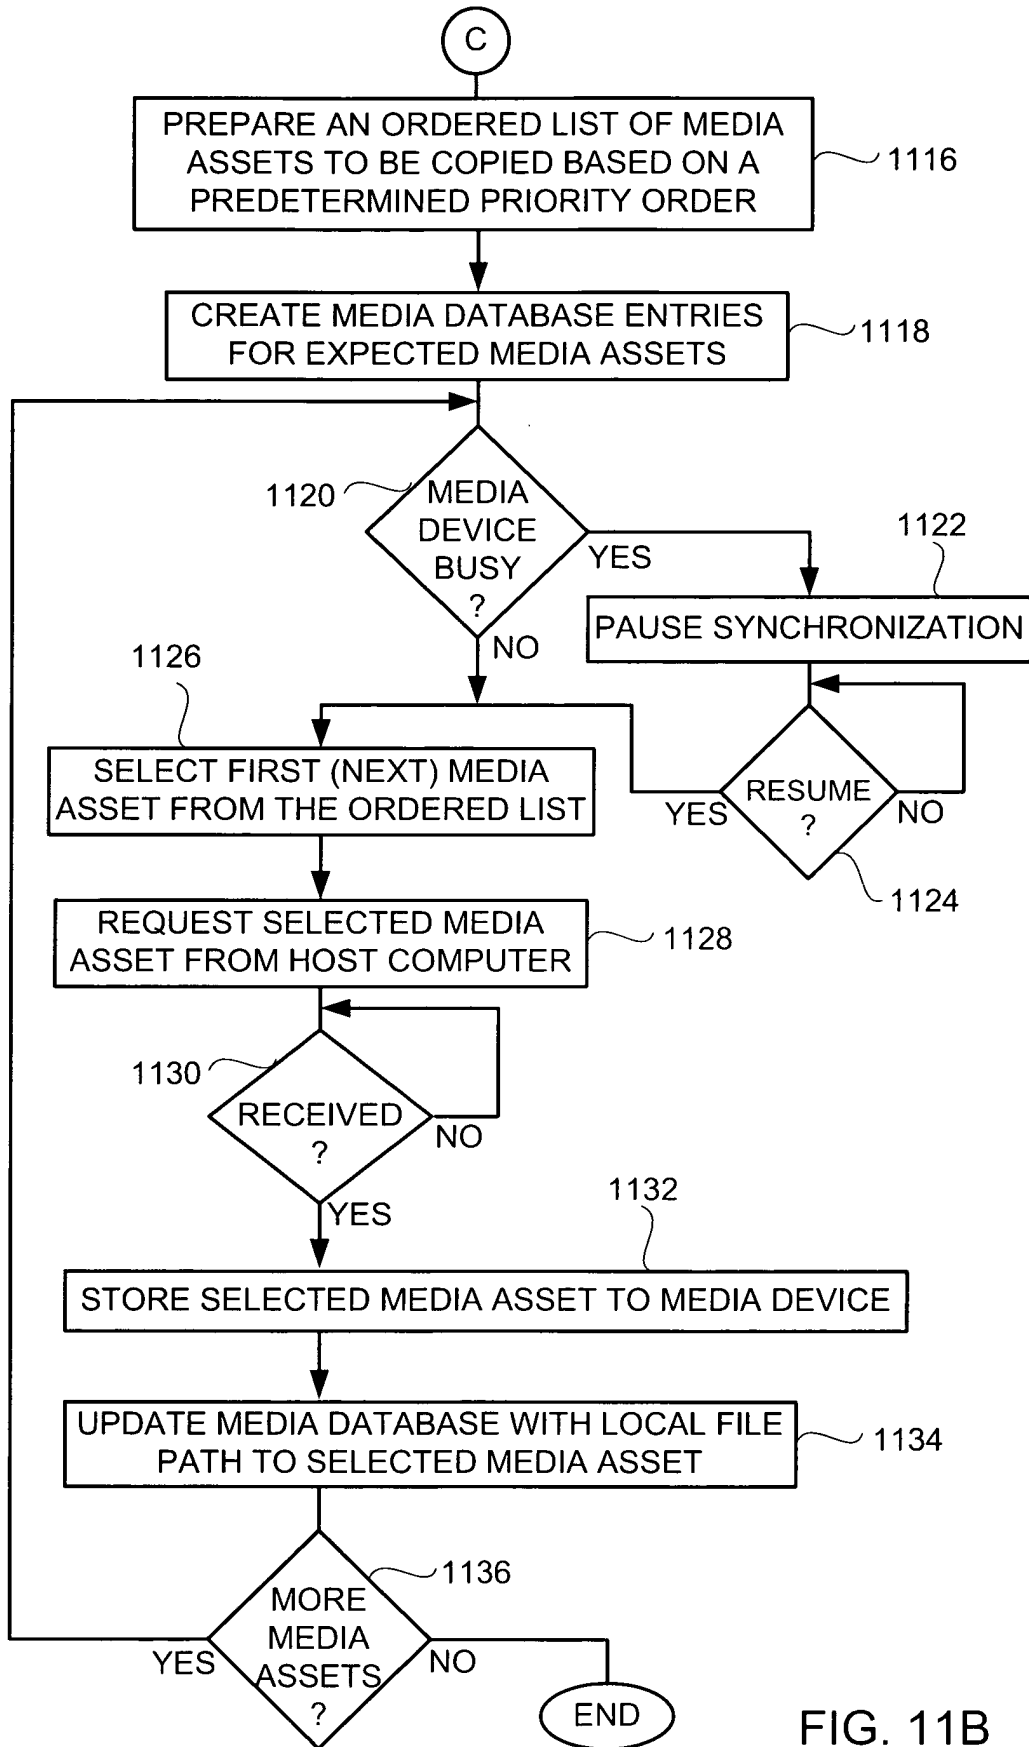 C
PREPARE AN ORDERED LIST OF MEDIA
ASSETS TO BE COPIED BASED ON A
PREDETERMINED PRIORITY ORDER
1116
CREATE MEDIA DATABASE ENTRIES
FOR EXPECTED MEDIA ASSETS
1118
1120
MEDIA
DEVICE
BUSY
?
YES
NO
1122
PAUSE SYNCHRONIZATION
RESUME
?
YES
NO
1124
1126
SELECT FIRST (NEXT) MEDIA
ASSET FROM THE ORDERED LIST
REQUEST SELECTED MEDIA
ASSET FROM HOST COMPUTER
1128
1130
RECEIVED
?
NO
YES
1132
STORE SELECTED MEDIA ASSET TO MEDIA DEVICE
UPDATE MEDIA DATABASE WITH LOCAL FILE
PATH TO SELECTED MEDIA ASSET
1134
1136
MORE
MEDIA
ASSETS
?
YES
NO
END
FIG. 11B